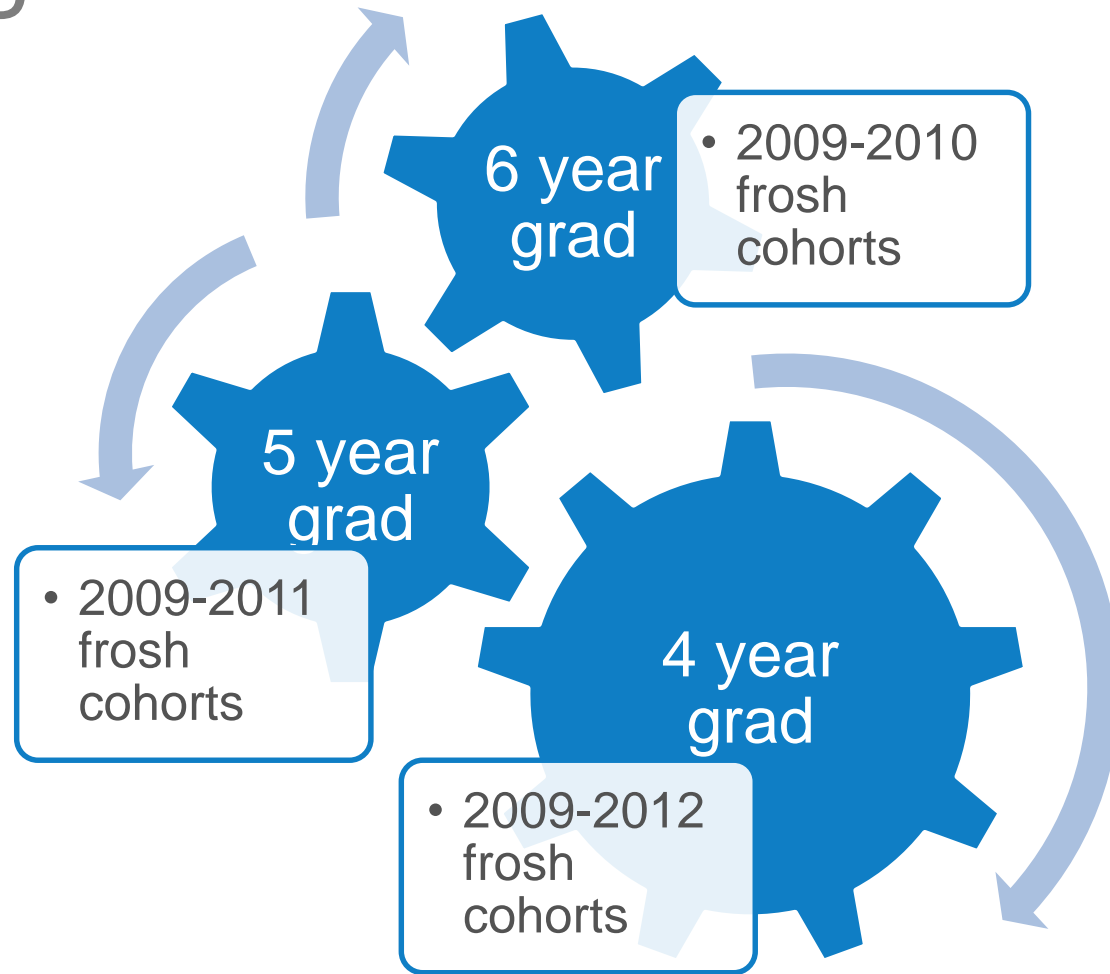 6 year
grad
• 2009-2010
frosh
cohorts
5 year
grad
• 2009-2011
frosh
cohorts
4 year
grad
• 2009-2012
frosh
cohorts